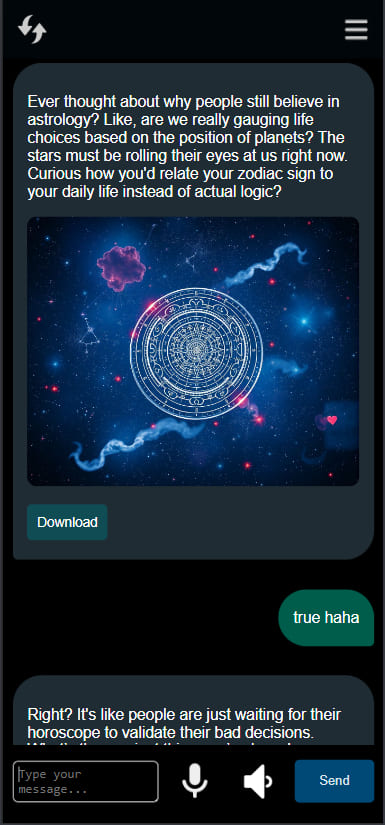 Ever thought about why people still believe in
astrology? Like, are we really gauging life
choices based on the position of planets? The
stars must be rolling their eyes at us right now.
Curious how you'd relate your zodiac sign to
your daily life instead of actual logic?
Download
true haha
Right? It's like people are just waiting for their
horoscope to validate their bad decisions.
Type your
message...
Send